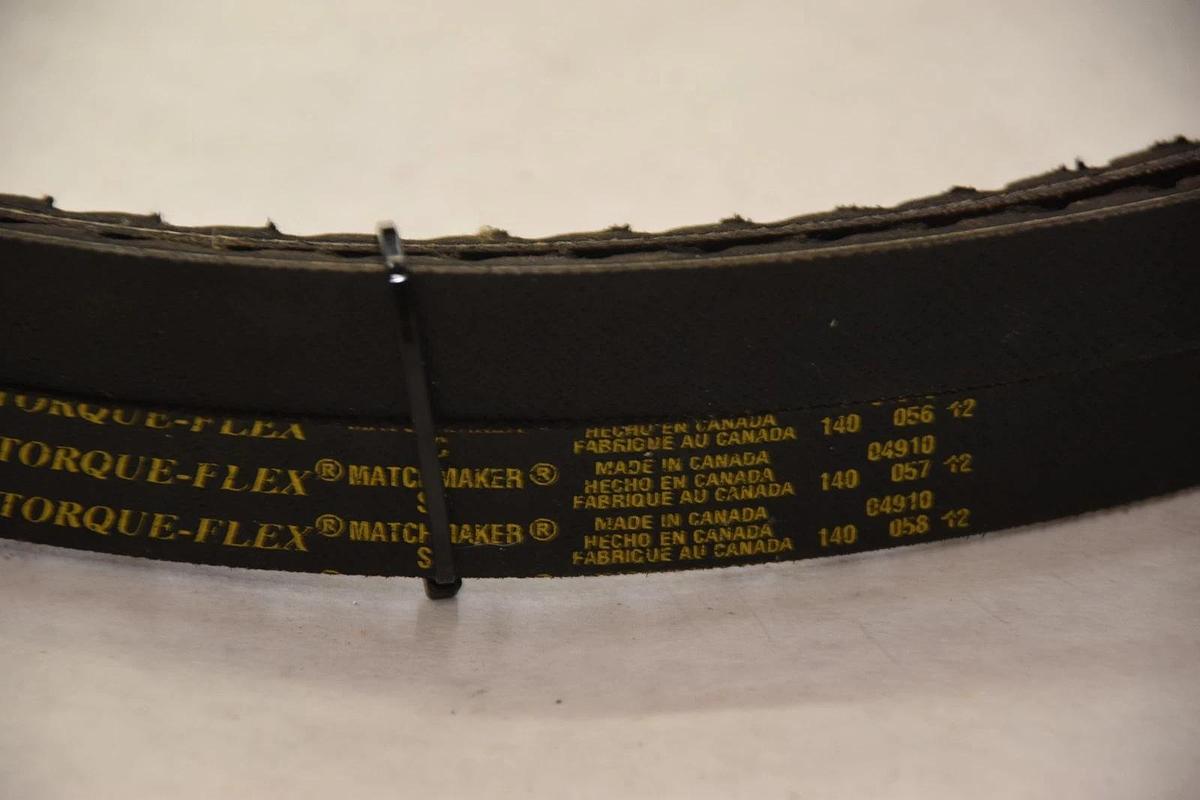 TORQUE-FLEX
HECHO EN CANADA
FABRIQUE AU CANADA 140 056 12
04910
TORQUE-FLEX® MATCHMAKER® MADE IN CANADA
HECHO EN CANADA 140 057 12
FABRIQUE AU CANADA
04910
TORQUE-FLEX® MATCHMAKER® MADE IN CANADA
HECHO EN CANADA 140 058 12
FABRIQUE AU CANADA